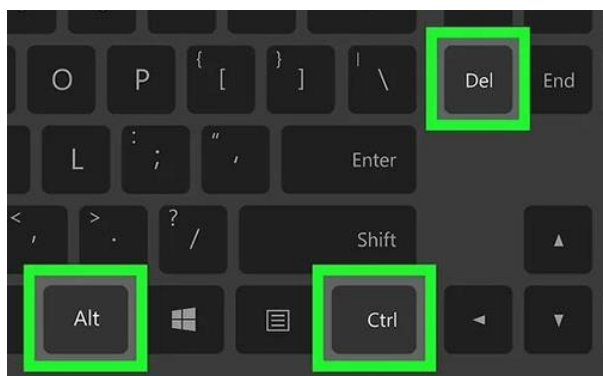 O P { [ } ] | \ Del End
L : ; " ' Enter
< , > . ? / Shift
Alt Ctrl